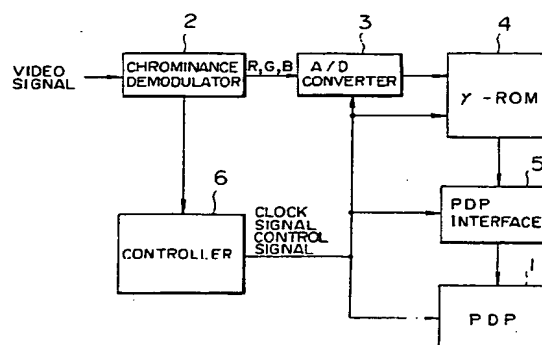 2
3
4
VIDEO
SIGNAL
CHROMINANCE
DEMODULATOR
R,G,B
A/D
CONVERTER
γ-ROM
5
6
PDP
INTERFACE
CLOCK
SIGNAL
CONTROL
SIGNAL
CONTROLLER
1
PDP